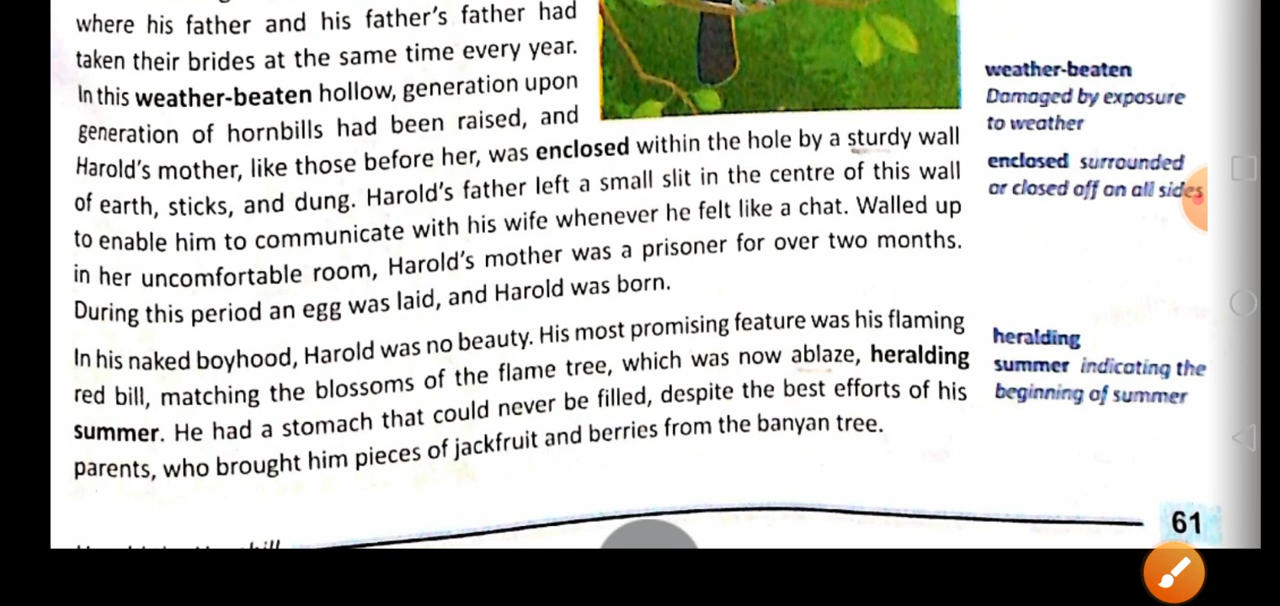 where his father and his father's father had
taken their brides at the same time every year.
In this weather-beaten hollow, generation upon
generation of hornbills had been raised, and
Harold's mother, like those before her, was enclosed within the hole by a sturdy wall
of earth, sticks, and dung. Harold's father left a small slit in the centre of this wall
to enable him to communicate with his wife whenever he felt like a chat. Walled up
in her uncomfortable room, Harold's mother was a prisoner for over two months.
During this period an egg was laid, and Harold was born.
In his naked boyhood, Harold was no beauty. His most promising feature was his flaming
red bill, matching the blossoms of the flame tree, which was now ablaze, heralding
summer. He had a stomach that could never be filled, despite the best efforts of his
parents, who brought him pieces of jackfruit and berries from the banyan tree.
weather-beaten
Damaged by exposure
to weather
enclosed surrounded
or closed off on all sides
heralding
summer indicating the
beginning of summer
61